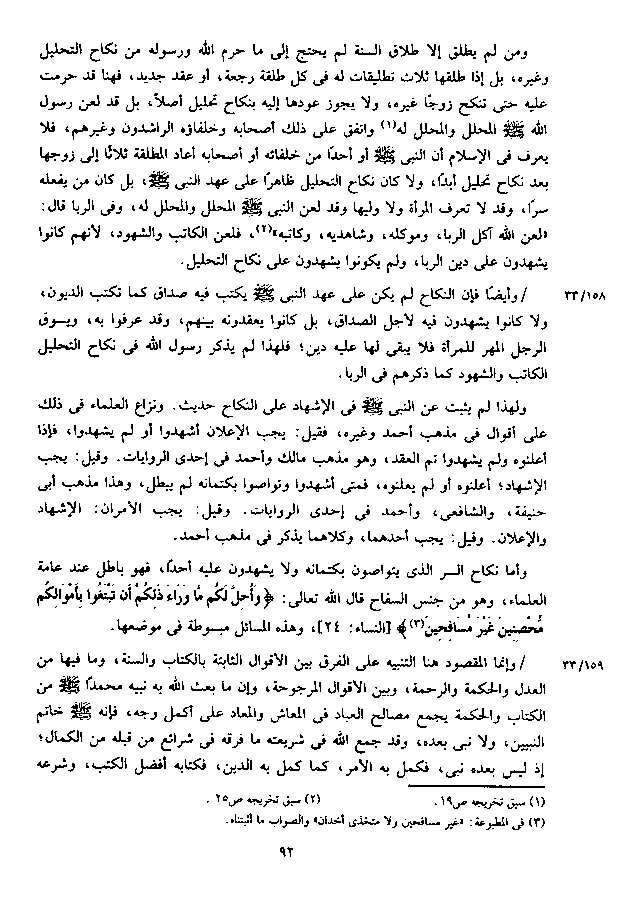 ومن لم يطلق إلا طلاق السنة لم يحتج إلى ما حرم الله ورسوله من نكاح التحليل
وغيره، بل إذا طلقها ثلاث تطليقات له في كل طلقة رجعة، أو عقد جديد، فهنا قد حرمت
عليه حتى تنكح زوجًا غيره، ولا يجوز عودها إليه بنكاح تحليل أصلاً، بل قد لعن رسول
الله ﷺ المحلل والمحلل له(١) واتفق على ذلك أصحابه وخلفاؤه الراشدون وغيرهم، فلا
يعرف في الإسلام أن النبي ﷺ أو أحدًا من خلفائه أو أصحابه أعاد المطلقة ثلاثًا إلى زوجها
بعد نكاح تحليل أبدًا، ولا كان نكاح التحليل ظاهرًا على عهد النبي ﷺ، بل كان من يفعله
سرًا، وقد لا تعرف المرأة ولا وليها وقد لعن النبي ﷺ المحلل والمحلل له، وفي الربا قال:
«لعن الله آكل الربا، وموكله، وشاهديه، وكاتبه»(٢)، فلعن الكاتب والشهود، لأنهم كانوا
يشهدون على دين الربا، ولم يكونوا يشهدون على نكاح التحليل.
٣٣/١٥٨ / وأيضًا فإن النكاح لم يكن على عهد النبي ﷺ يكتب فيه صداق كما تكتب الديون،
ولا كانوا يشهدون فيه لأجل الصداق، بل كانوا يعقدونه بينهم، وقد عرفوا به، ويسوق
الرجل المهر للمرأة فلا يبقى لها عليه دين؛ فلهذا لم يذكر رسول الله في نكاح التحليل
الكاتب والشهود كما ذكرهم في الربا.
ولهذا لم يثبت عن النبي ﷺ في الإشهاد على النكاح حديث. ونزاع العلماء في ذلك
على أقوال في مذهب أحمد وغيره، فقيل: يجب الإعلان أشهدوا أو لم يشهدوا، فإذا
أعلنوه ولم يشهدوا تم العقد، وهو مذهب مالك وأحمد في إحدى الروايات. وقيل: يجب
الإشهاد؛ أعلنوه أو لم يعلنوه، فمتى أشهدوا وتواصوا بكتمانه لم يبطل، وهذا مذهب أبي
حنيفة، والشافعي، وأحمد في إحدى الروايات. وقيل: يجب الأمران: الإشهاد
والإعلان. وقيل: يجب أحدهما، وكلاهما يذكر في مذهب أحمد.
وأما نكاح السر الذي يتواصون بكتمانه ولا يشهدون عليه أحدًا، فهو باطل عند عامة
العلماء، وهو من جنس السفاح قال الله تعالى: ﴿وَأُحِلَّ لَكُم مَّا وَرَاءَ ذَٰلِكُمْ أَن تَبْتَغُوا بِأَمْوَالِكُم
مُّحْصِنِينَ غَيْرَ مُسَافِحِينَ(٣)﴾ [النساء: ٢٤]، وهذه المسائل مبسوطة في موضعها.
٣٣/١٥٩ / وإنما المقصود هنا التنبيه على الفرق بين الأقوال الثابتة بالكتاب والسنة، وما فيها من
العدل والحكمة والرحمة، وبين الأقوال المرجوحة، وإن ما بعث الله به نبيه محمدًا ﷺ من
الكتاب والحكمة يجمع مصالح العباد في المعاش والمعاد على أكمل وجه، فإنه ﷺ خاتم
النبيين، ولا نبي بعده، وقد جمع الله في شريعته ما فرقه في شرائع من قبله من الكمال؛
إذ ليس بعده نبي، فكمل به الأمر، كما كمل به الدين، فكتابه أفضل الكتب، وشرعه
(١) سبق تخريجه ص١٩. (٢) سبق تخريجه ص٢٥.
(٣) في المطبوعة: «غير مسافحين ولا متخذي أخدان» والصواب ما أثبتناه.
٩٢